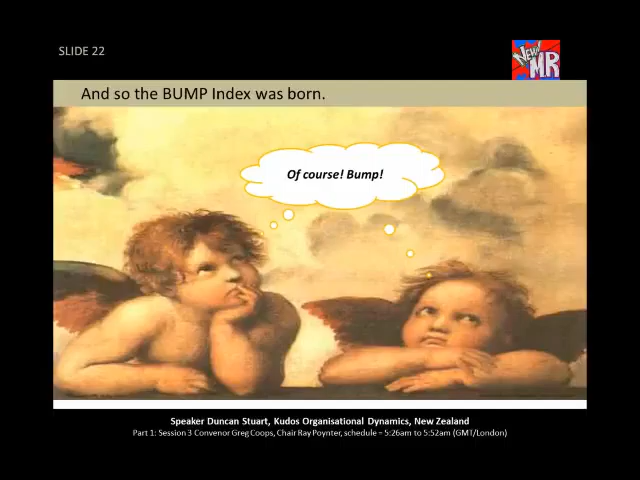 SLIDE 22
New!
MR
And so the BUMP Index was born.
Of course! Bump!
Speaker Duncan Stuart, Kudos Organisational Dynamics, New Zealand
Part 1: Session 3 Convenor Greg Coops, Chair Ray Poynter, schedule = 5:26am to 5:52am (GMT/London)